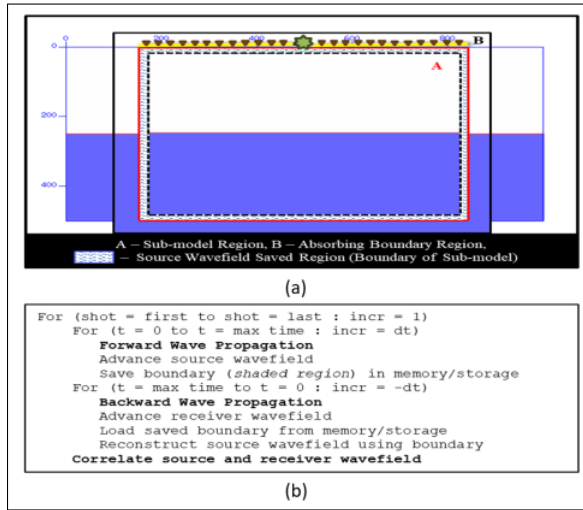 0 200 400 600 800 B
0
A
200
400
A – Sub-model Region, B – Absorbing Boundary Region,
– Source Wavefield Saved Region (Boundary of Sub-model)
(a)
For (shot = first to shot = last : incr = 1)
For (t = 0 to t = max time : incr = dt)
Forward Wave Propagation
Advance source wavefield
Save boundary (shaded region) in memory/storage
For (t = max time to t = 0 : incr = -dt)
Backward Wave Propagation
Advance receiver wavefield
Load saved boundary from memory/storage
Reconstruct source wavefield using boundary
Correlate source and receiver wavefield
(b)